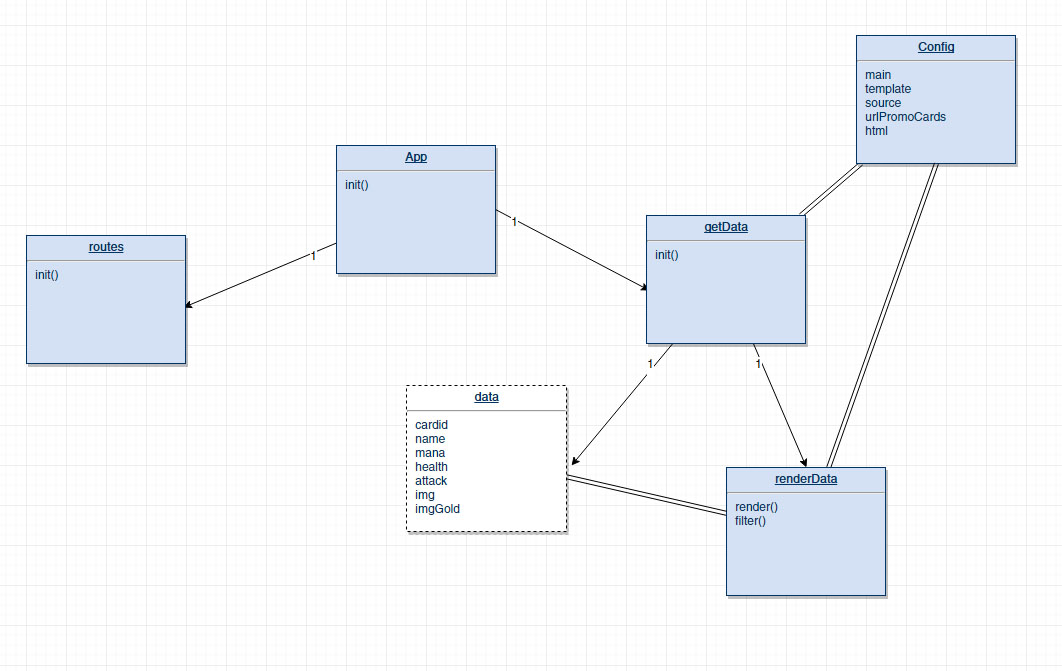 Config
main
template
source
urlPromoCards
html
App
init()
1
1
routes
init()
getData
init()
1
1
data
cardid
name
mana
health
attack
img
imgGold
renderData
render()
filter()